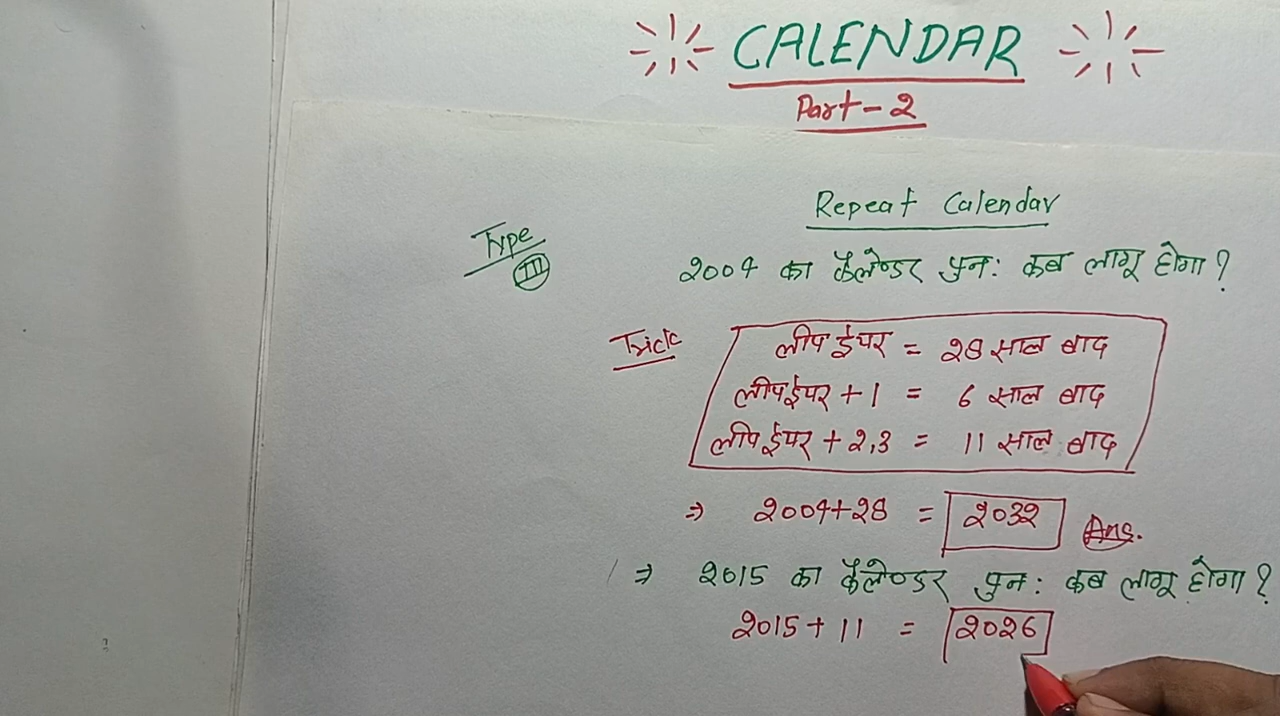 CALENDAR
Part-2
Repeat Calendar
Type III
2004 का कैलेण्डर पुन: कब लागू होगा?
Trick
लीप ईयर = 28 साल बाद
लीप ईयर + 1 = 6 साल बाद
लीप ईयर + 2,3 = 11 साल बाद
⇒ 2004+28 = 2032 Ans.
⇒ 2015 का कैलेण्डर पुन: कब लागू होगा?
2015 + 11 = 2026